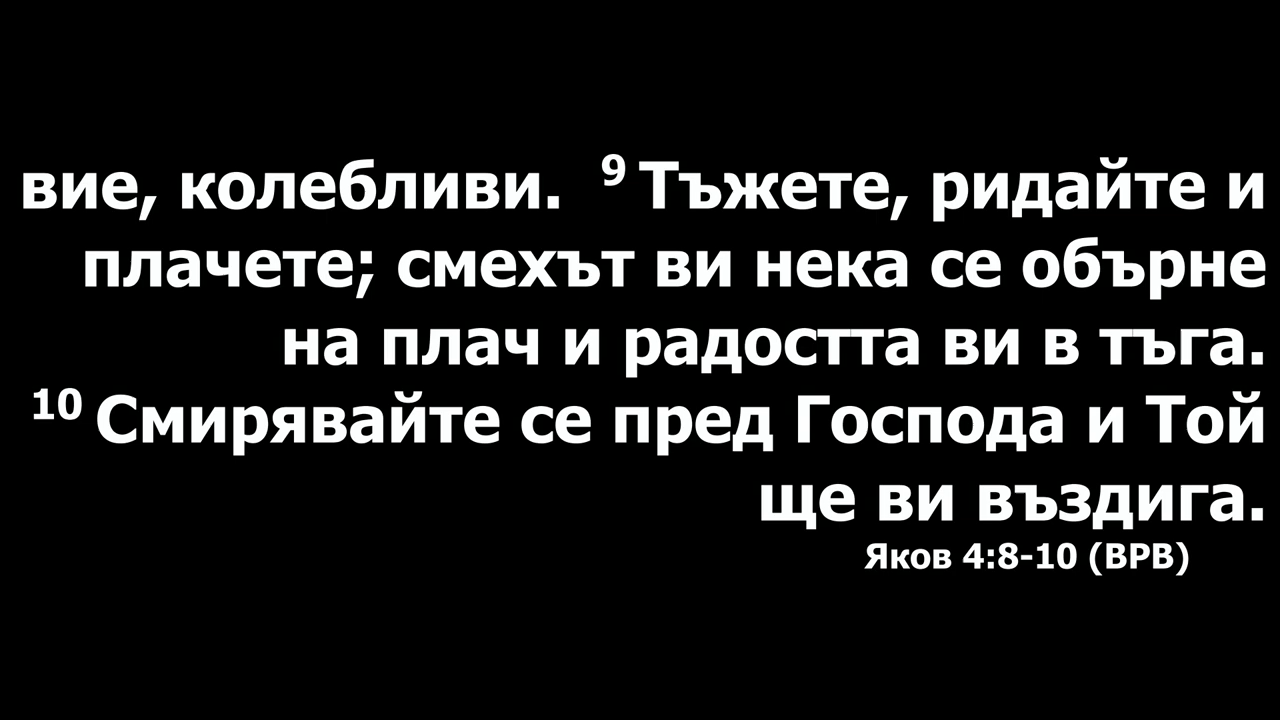 вие, колебливи. ⁹ Тъжете, ридайте и
плачете; смехът ви нека се обърне
на плач и радостта ви в тъга.
¹⁰ Смирявайте се пред Господа и Той
ще ви въздига.
Яков 4:8-10 (ВРВ)